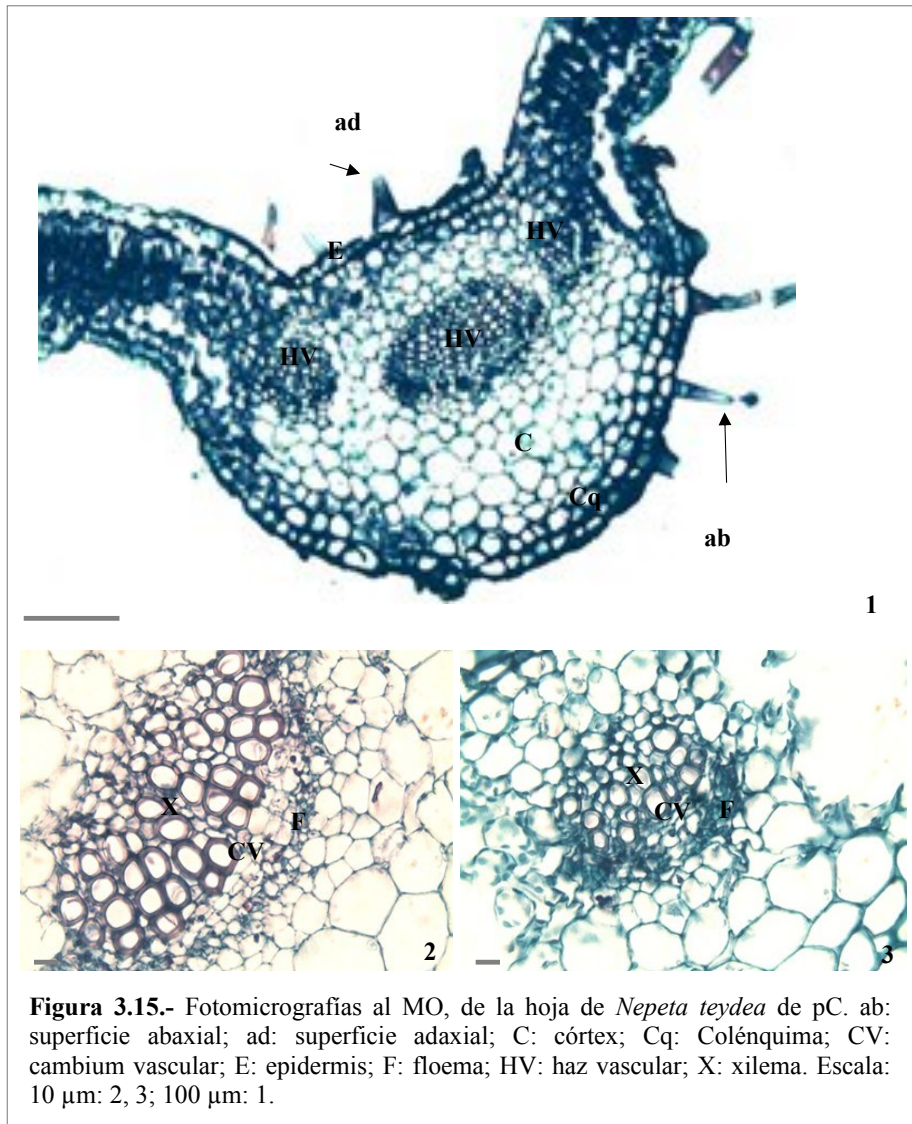 ad
HV
E
HV
HV
C
Cq
ab
1
X
F
CV
2
X
CV
F
3
Figura 3.15.- Fotomicrografías al MO, de la hoja de Nepeta teydea de pC. ab:
superficie abaxial; ad: superficie adaxial; C: córtex; Cq: Colénquima; CV:
cambium vascular; E: epidermis; F: floema; HV: haz vascular; X: xilema. Escala:
10 µm: 2, 3; 100 µm: 1.